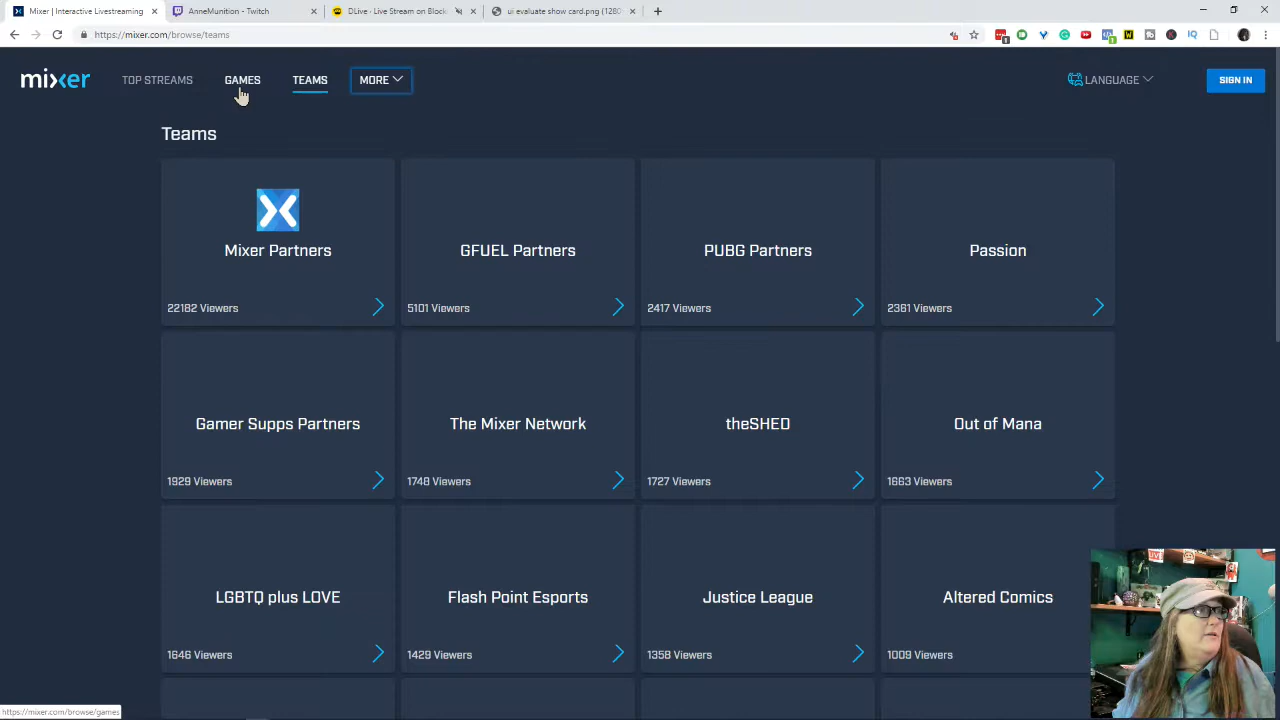 Mixer | Interactive Livestreaming
AnneMunition - Twitch
DLive · Live Stream on Block
ui evaluate show card.png (1280
https://mixer.com/browse/teams
mixer
TOP STREAMS
GAMES
TEAMS
MORE
LANGUAGE
SIGN IN
Teams
Mixer Partners
GFUEL Partners
PUBG Partners
Passion
22182 Viewers
5101 Viewers
2417 Viewers
2361 Viewers
Gamer Supps Partners
The Mixer Network
theSHED
Out of Mana
1929 Viewers
1748 Viewers
1727 Viewers
1663 Viewers
LGBTQ plus LOVE
Flash Point Esports
Justice League
Altered Comics
1646 Viewers
1429 Viewers
1358 Viewers
1009 Viewers
https://mixer.com/browse/games